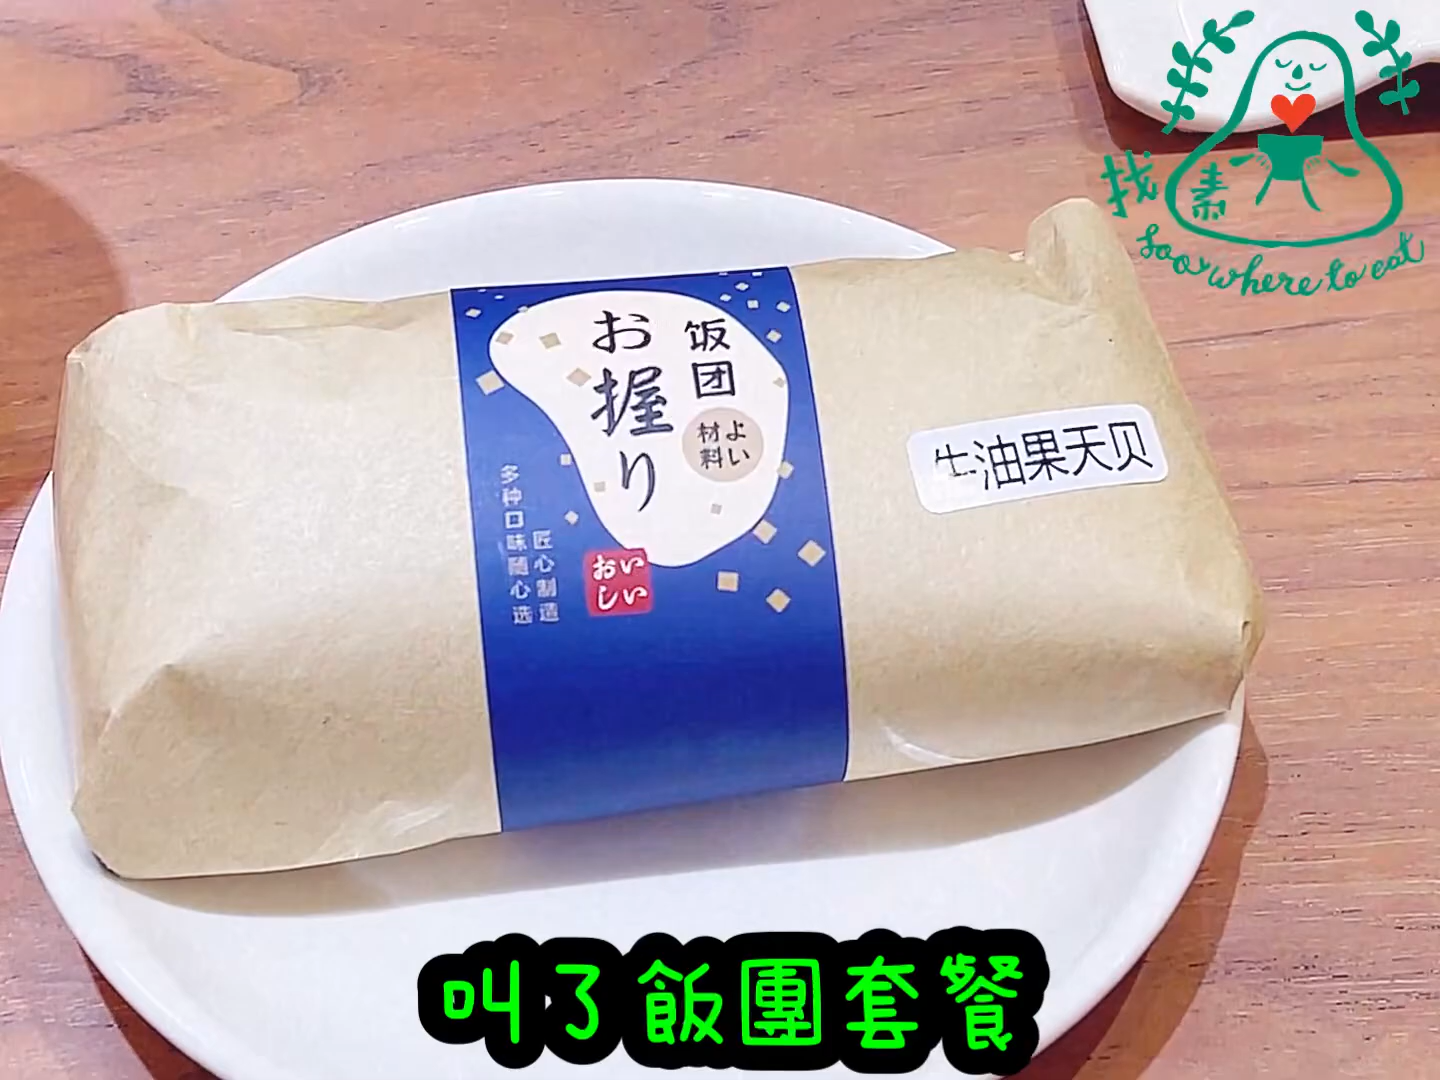 找素
Sooywhere to eat
饭团
お握り
よい
材料
おい
しい
匠心制造
多种口味随心选
牛油果天贝
叫了飯團套餐